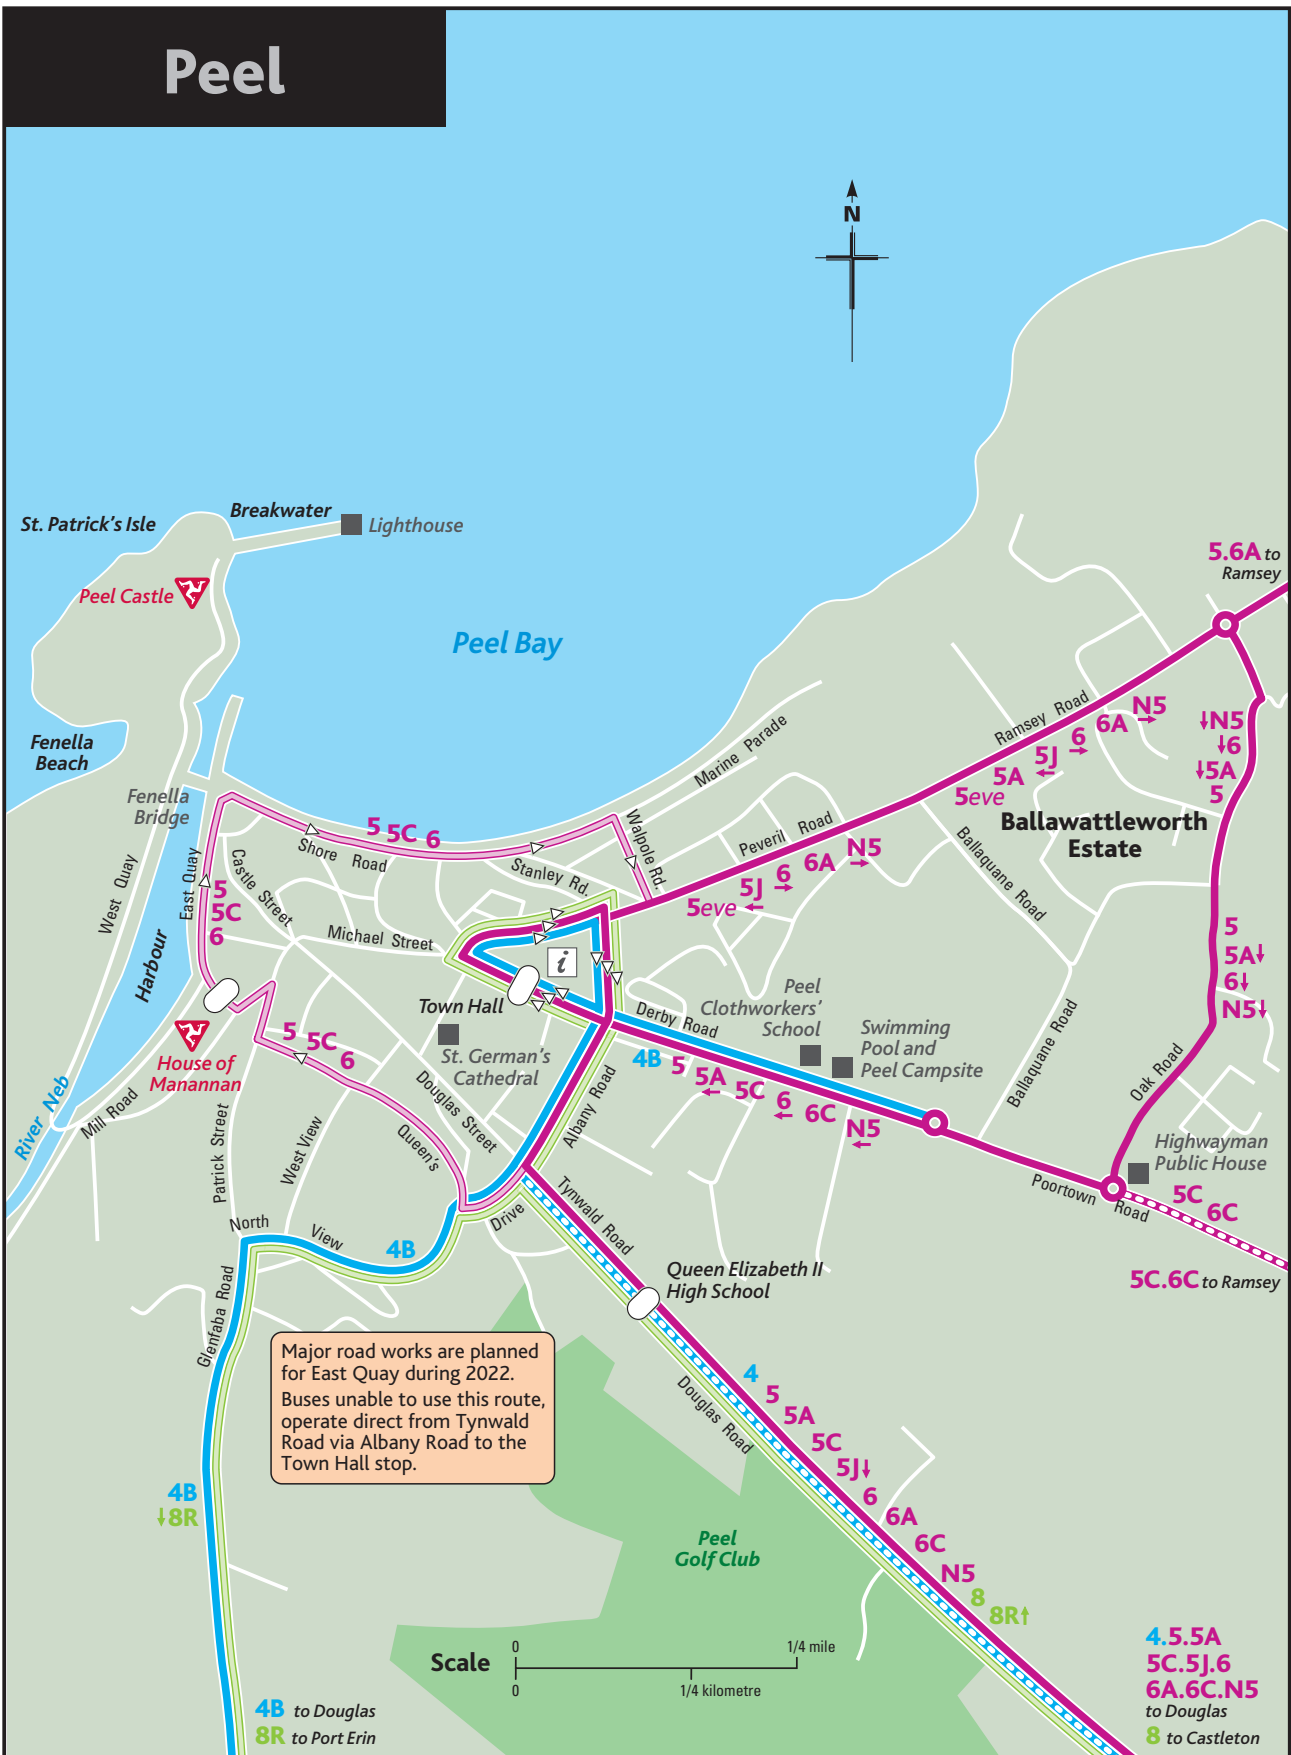 Peel
N
St. Patrick's Isle
Breakwater
Lighthouse
Peel Castle
Peel Bay
5.6A to
Ramsey
Fenella
Beach
Fenella
Bridge
Marine Parade
Ramsey Road
5eve
5A
5J ←
6 →
6A
N5 →
↓N5
↓6
↓5A
5
Ballawattleworth
Estate
West Quay
East Quay
Castle Street
5 5C 6
Shore Road
Stanley Rd.
Walpole Rd.
Peveril Road
5eve
5J ←
6 →
6A
N5 →
Ballaquane Road
5
5C
6
Harbour
Michael Street
i
Town Hall
St. German's
Cathedral
Derby Road
Peel
Clothworkers'
School
Swimming
Pool and
Peel Campsite
5
5A↓
6↓
N5↓
House of
Manannan
5 5C 6
River Neb
Mill Road
Patrick Street
West View
Queen's
Drive
Douglas Street
Albany Road
4B
5
5A ←
5C
6 ←
6C
N5 ←
Ballaquane Road
Oak Road
Highwayman
Public House
Poortown Road
5C
6C
5C.6C to Ramsey
North View
4B
Tynwald Road
Queen Elizabeth II
High School
Glenfaba Road
Major road works are planned
for East Quay during 2022.
Buses unable to use this route,
operate direct from Tynwald
Road via Albany Road to the
Town Hall stop.
Douglas Road
4
5
5A
5C
5J↓
6
6A
6C
N5
8
8R↑
4B
↓8R
Peel
Golf Club
Scale
0
1/4 mile
0
1/4 kilometre
4B to Douglas
8R to Port Erin
4.5.5A
5C.5J.6
6A.6C.N5
to Douglas
8 to Castleton